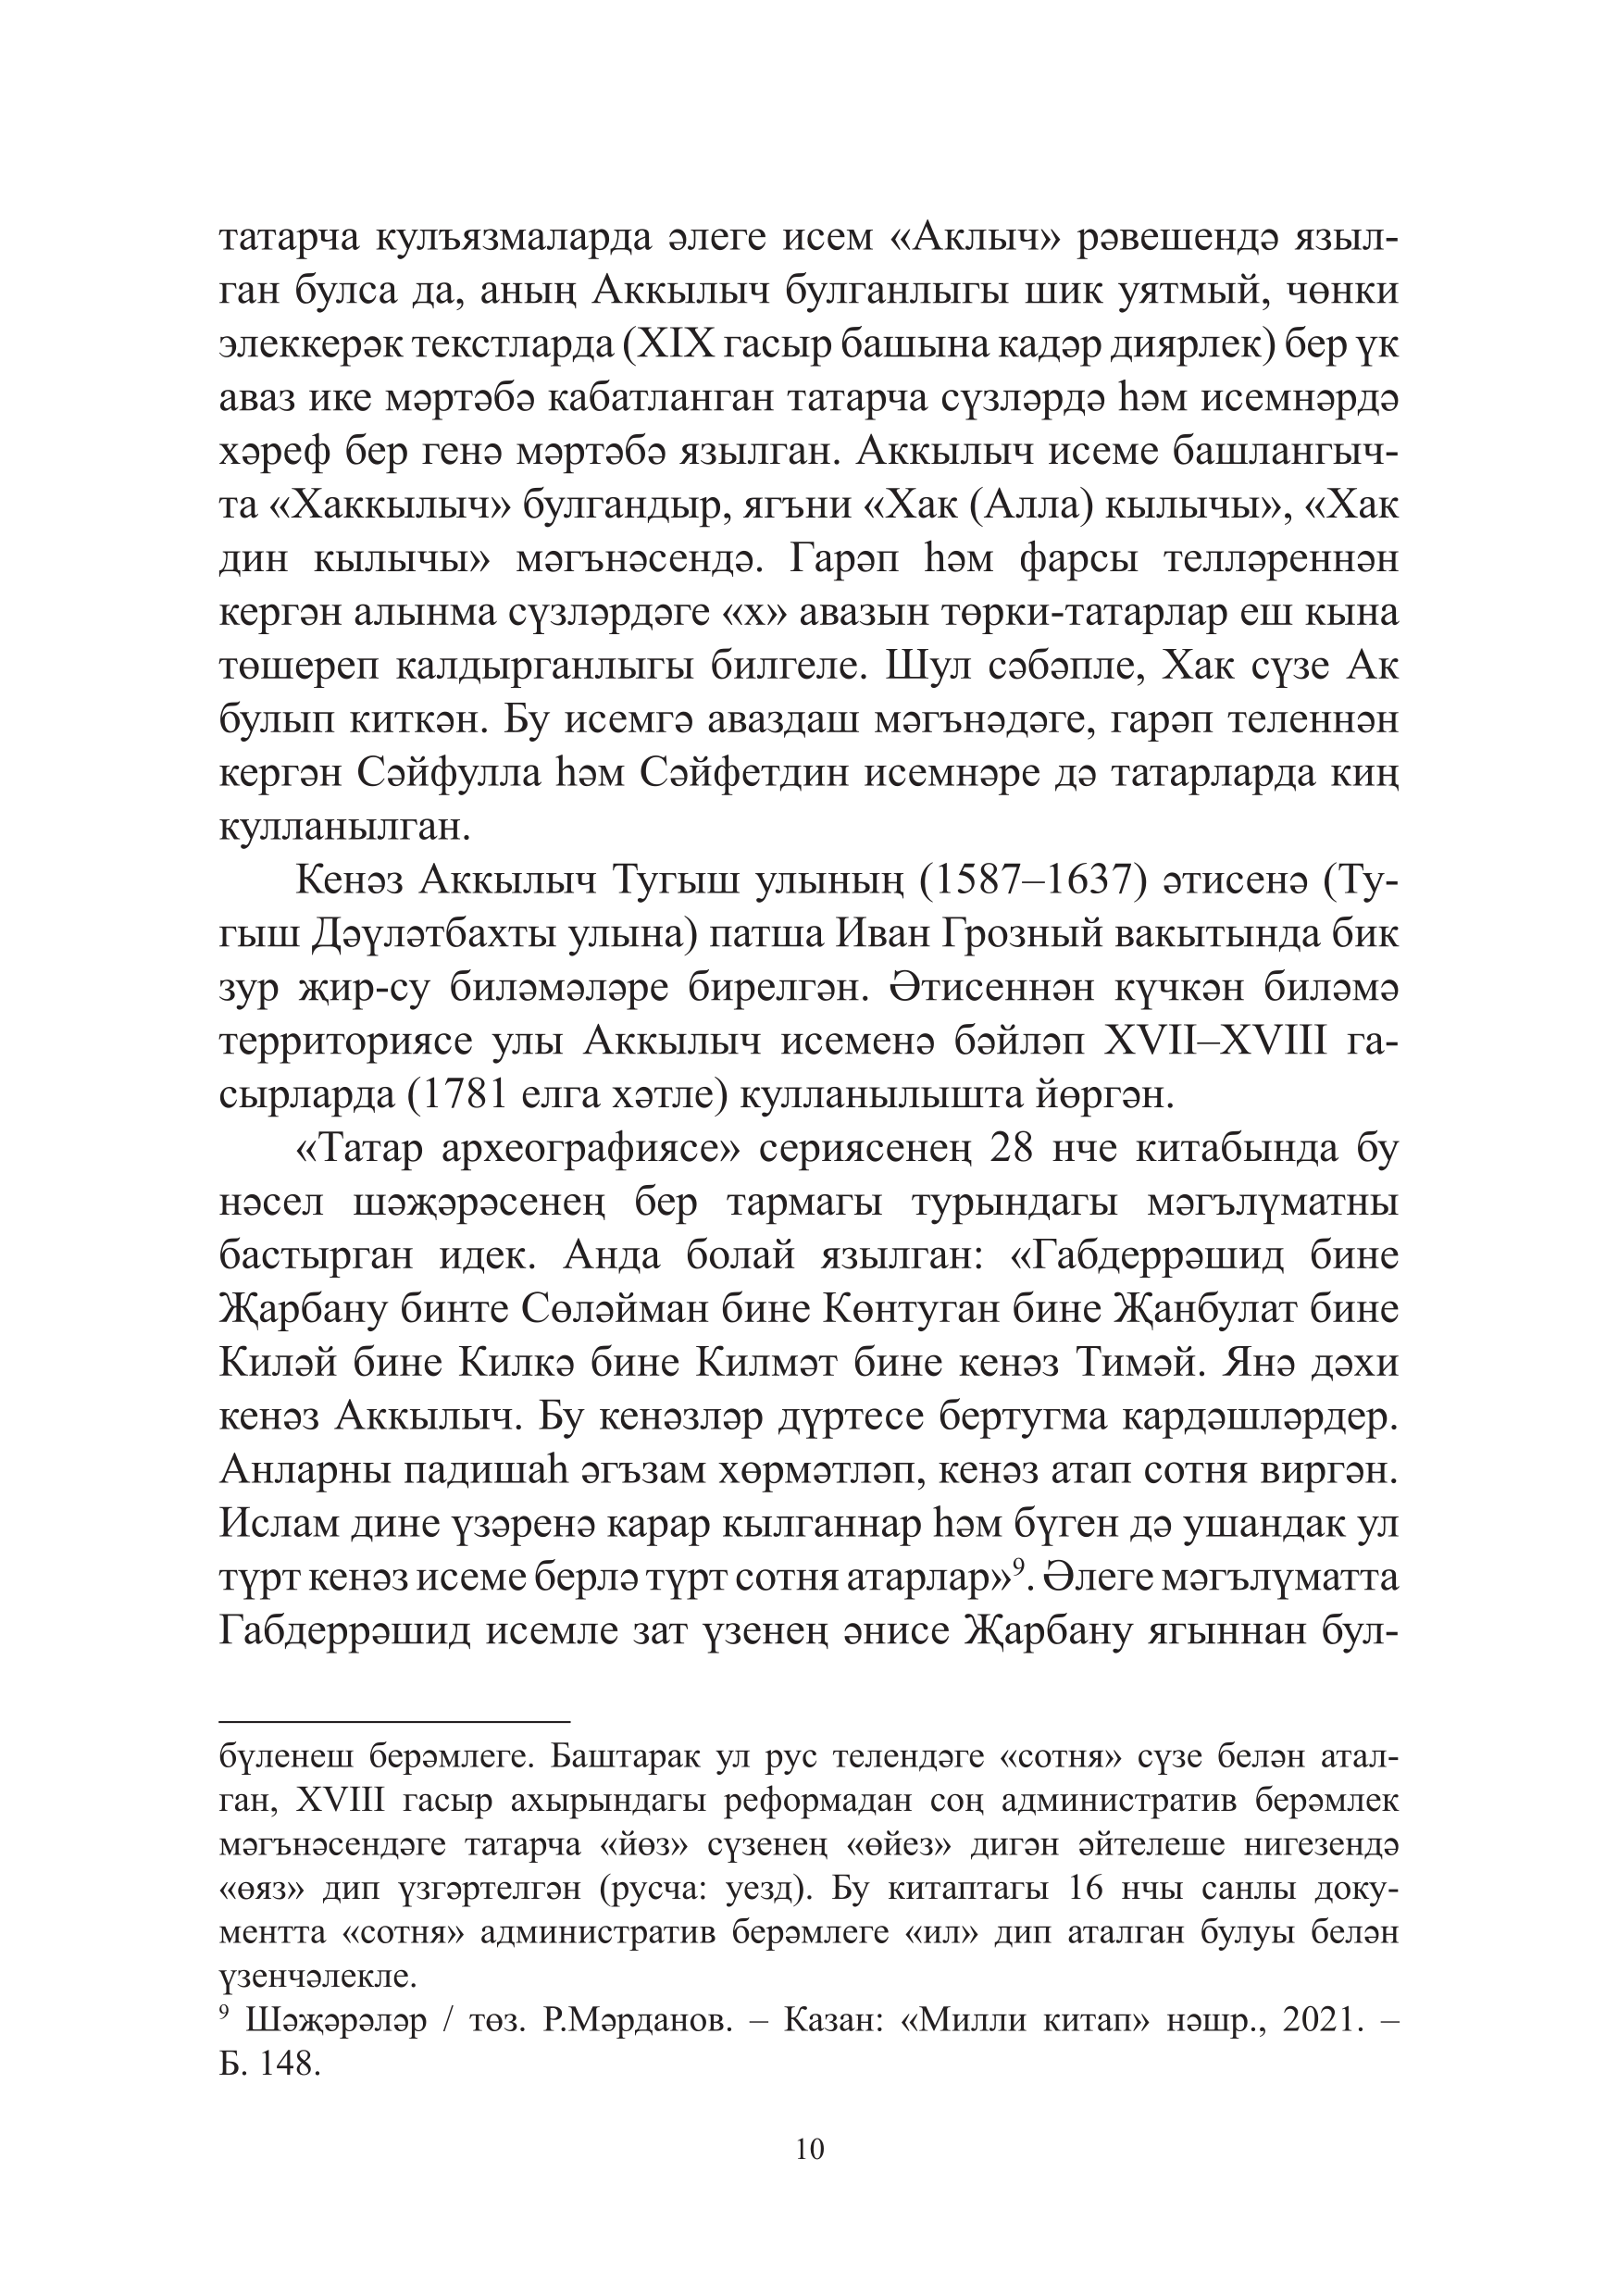 татарча кулъязмаларда әлеге исем «Аклыч» рәвешендә языл-
ган булса да, аның Аккылыч булганлыгы шик уятмый, чөнки
элеккерәк текстларда (XIX гасыр башына кадәр диярлек) бер үк
аваз ике мәртәбә кабатланган татарча сүзләрдә һәм исемнәрдә
хәреф бер генә мәртәбә язылган. Аккылыч исеме башлангыч-
та «Хаккылыч» булгандыр, ягъни «Хак (Алла) кылычы», «Хак
дин кылычы» мәгънәсендә. Гарәп һәм фарсы телләреннән
кергән алынма сүзләрдәге «х» авазын төрки-татарлар еш кына
төшереп калдырганлыгы билгеле. Шул сәбәпле, Хак сүзе Ак
булып киткән. Бу исемгә аваздаш мәгънәдәге, гарәп теленнән
кергән Сәйфулла һәм Сәйфетдин исемнәре дә татарларда киң
кулланылган.
Кенәз Аккылыч Тугыш улының (1587–1637) әтисенә (Ту-
гыш Дәүләтбахты улына) патша Иван Грозный вакытында бик
зур җир-су биләмәләре бирелгән. Әтисеннән күчкән биләмә
территориясе улы Аккылыч исеменә бәйләп XVII–XVIII га-
сырларда (1781 елга хәтле) кулланылышта йөргән.
«Татар археографиясе» сериясенең 28 нче китабында бу
нәсел шәҗәрәсенең бер тармагы турындагы мәгълүматны
бастырган идек. Анда болай язылган: «Габдеррәшид бине
Җарбану бинте Сөләйман бине Көнтуган бине Җанбулат бине
Киләй бине Килкә бине Килмәт бине кенәз Тимәй. Янә дәхи
кенәз Аккылыч. Бу кенәзләр дүртесе бертугма кардәшләрдер.
Анларны падишаһ әгъзам хөрмәтләп, кенәз атап сотня виргән.
Ислам дине үзәренә карар кылганнар һәм бүген дә ушандак ул
түрт кенәз исеме берлә түрт сотня атарлар»⁹. Әлеге мәгълүматта
Габдеррәшид исемле зат үзенең әнисе Җарбану ягыннан бул-
бүленеш берәмлеге. Баштарак ул рус телендәге «сотня» сүзе белән атал-
ган, XVIII гасыр ахырындагы реформадан соң административ берәмлек
мәгънәсендәге татарча «йөз» сүзенең «өйез» дигән әйтелеше нигезендә
«өяз» дип үзгәртелгән (русча: уезд). Бу китаптагы 16 нчы санлы доку-
ментта «сотня» административ берәмлеге «ил» дип аталган булуы белән
үзенчәлекле.
⁹ Шәҗәрәләр / төз. Р.Мәрданов. – Казан: «Милли китап» нәшр., 2021. –
Б. 148.
10